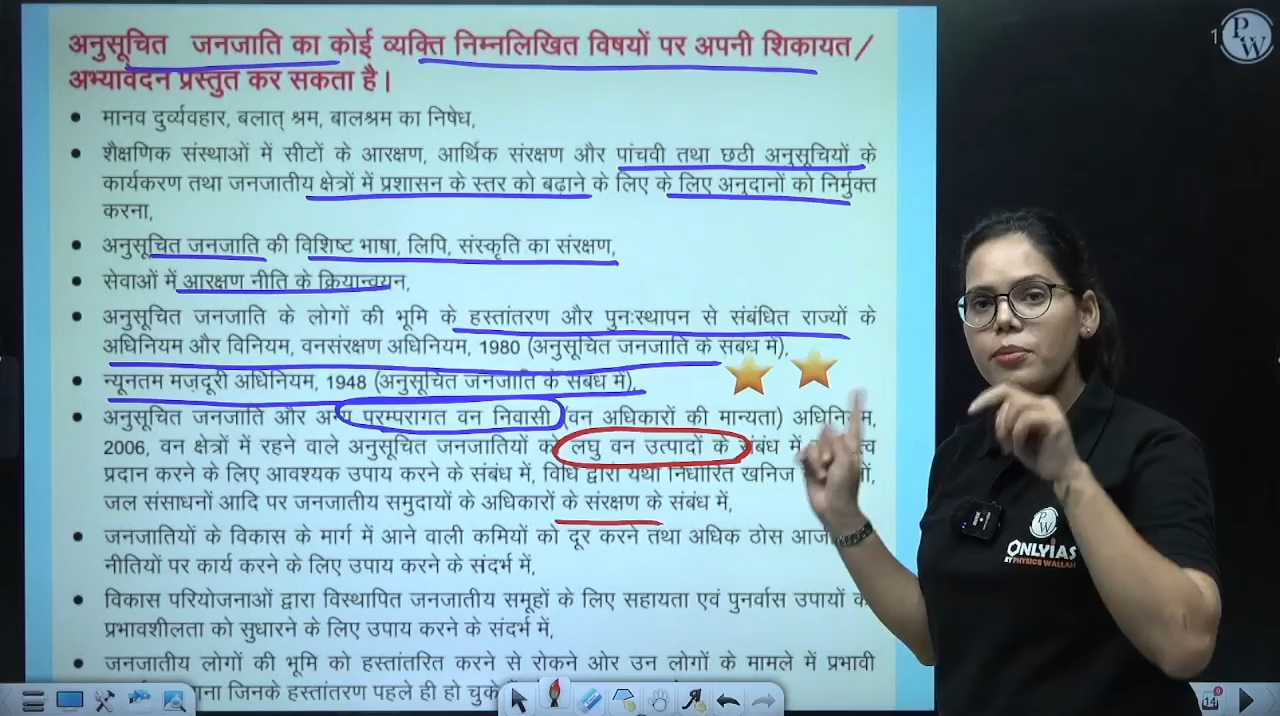 अनुसूचित जनजाति का कोई व्यक्ति निम्नलिखित विषयों पर अपनी शिकायत /
अभ्यावेदन प्रस्तुत कर सकता है।
• मानव दुर्व्यवहार, बलात् श्रम, बालश्रम का निषेध,
• शैक्षणिक संस्थाओं में सीटों के आरक्षण, आर्थिक संरक्षण और पांचवी तथा छठी अनुसूचियों के
कार्यकरण तथा जनजातीय क्षेत्रों में प्रशासन के स्तर को बढ़ाने के लिए के लिए अनुदानों को निर्मुक्त
करना,
• अनुसूचित जनजाति की विशिष्ट भाषा, लिपि, संस्कृति का संरक्षण,
• सेवाओं में आरक्षण नीति के क्रियान्वयन,
• अनुसूचित जनजाति के लोगों की भूमि के हस्तांतरण और पुनःस्थापन से संबंधित राज्यों के
अधिनियम और विनियम, वनसंरक्षण अधिनियम, 1980 (अनुसूचित जनजाति के संबंध में),
• न्यूनतम मज़दूरी अधिनियम, 1948 (अनुसूचित जनजाति के संबंध में),
• अनुसूचित जनजाति और अन्य परम्परागत वन निवासी (वन अधिकारों की मान्यता) अधिनियम,
2006, वन क्षेत्रों में रहने वाले अनुसूचित जनजातियों को लघु वन उत्पादों के संबंध में
प्रदान करने के लिए आवश्यक उपाय करने के संबंध में, विधि द्वारा यथा निर्धारित खनिज
जल संसाधनों आदि पर जनजातीय समुदायों के अधिकारों के संरक्षण के संबंध में,
• जनजातियों के विकास के मार्ग में आने वाली कमियों को दूर करने तथा अधिक ठोस
नीतियों पर कार्य करने के लिए उपाय करने के संदर्भ में,
• विकास परियोजनाओं द्वारा विस्थापित जनजातीय समूहों के लिए सहायता एवं पुनर्वास उपायों
प्रभावशीलता को सुधारने के लिए उपाय करने के संदर्भ में,
• जनजातीय लोगों की भूमि को हस्तांतरित करने से रोकने ओर उन लोगों के मामले में प्रभावी
जिनके हस्तांतरण पहले ही हो
1
PW
PW
ONLYIAS
BY PHYSICS WALLAH
14